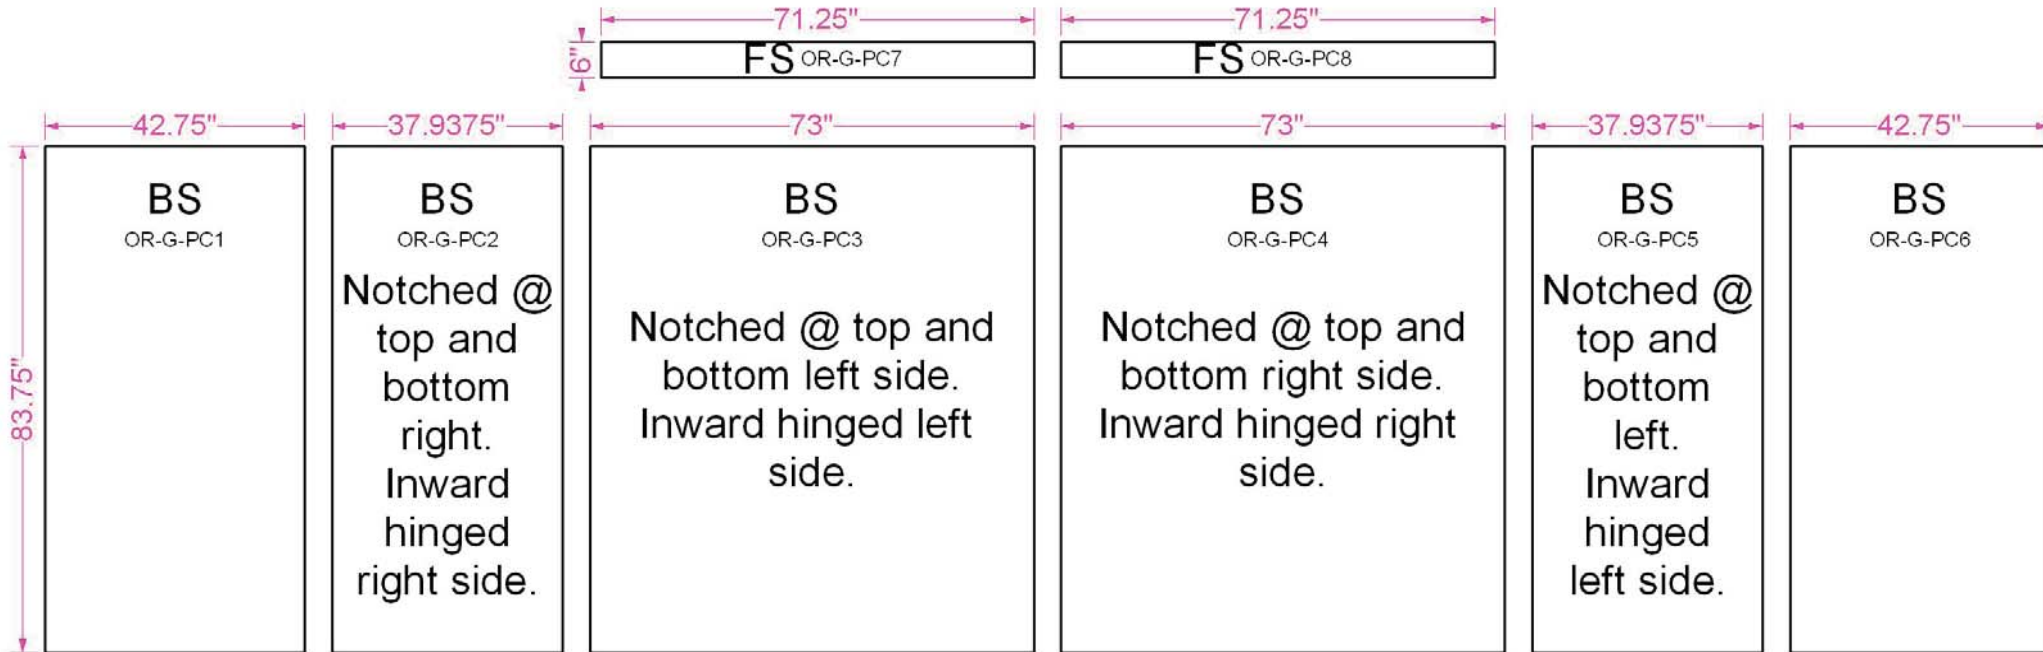 71.25" 71.25"
6" FS OR-G-PC7 FS OR-G-PC8
42.75" 37.9375" 73" 73" 37.9375" 42.75"
83.75"
BS
OR-G-PC1
BS
OR-G-PC2
Notched @
top and
bottom
right.
Inward
hinged
right side.
BS
OR-G-PC3
Notched @ top and
bottom left side.
Inward hinged left
side.
BS
OR-G-PC4
Notched @ top and
bottom right side.
Inward hinged right
side.
BS
OR-G-PC5
Notched @
top and
bottom
left.
Inward
hinged
left side.
BS
OR-G-PC6